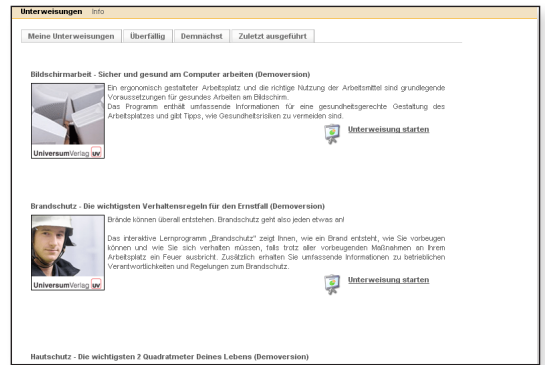 Unterweisungen Info
Meine Unterweisungen Überfällig Demnächst Zuletzt ausgeführt
Bildschirmarbeit - Sicher und gesund am Computer arbeiten (Demoversion)
Ein ergonomisch gestalteter Arbeitsplatz und die richtige Nutzung der Arbeitsmittel sind grundlegende
Voraussetzungen für gesundes Arbeiten am Bildschirm.
Das Programm enthält umfassende Informationen für eine gesundheitsgerechte Gestaltung des
Arbeitsplatzes und gibt Tipps, wie Gesundheitsrisiken zu vermeiden sind.
Unterweisung starten
UniversumVerlag uv
Brandschutz - Die wichtigsten Verhaltensregeln für den Ernstfall (Demoversion)
Brände können überall entstehen. Brandschutz geht also jeden etwas an!
Das interaktive Lernprogramm „Brandschutz" zeigt Ihnen, wie ein Brand entsteht, wie Sie vorbeugen
können und wie Sie sich verhalten müssen, falls trotz aller vorbeugenden Maßnahmen an Ihrem
Arbeitsplatz ein Feuer ausbricht. Zusätzlich erhalten Sie umfassende Informationen zu betrieblichen
Verantwortlichkeiten und Regelungen zum Brandschutz.
Unterweisung starten
UniversumVerlag uv
Hautschutz - Die wichtigsten 2 Quadratmeter Deines Lebens (Demoversion)